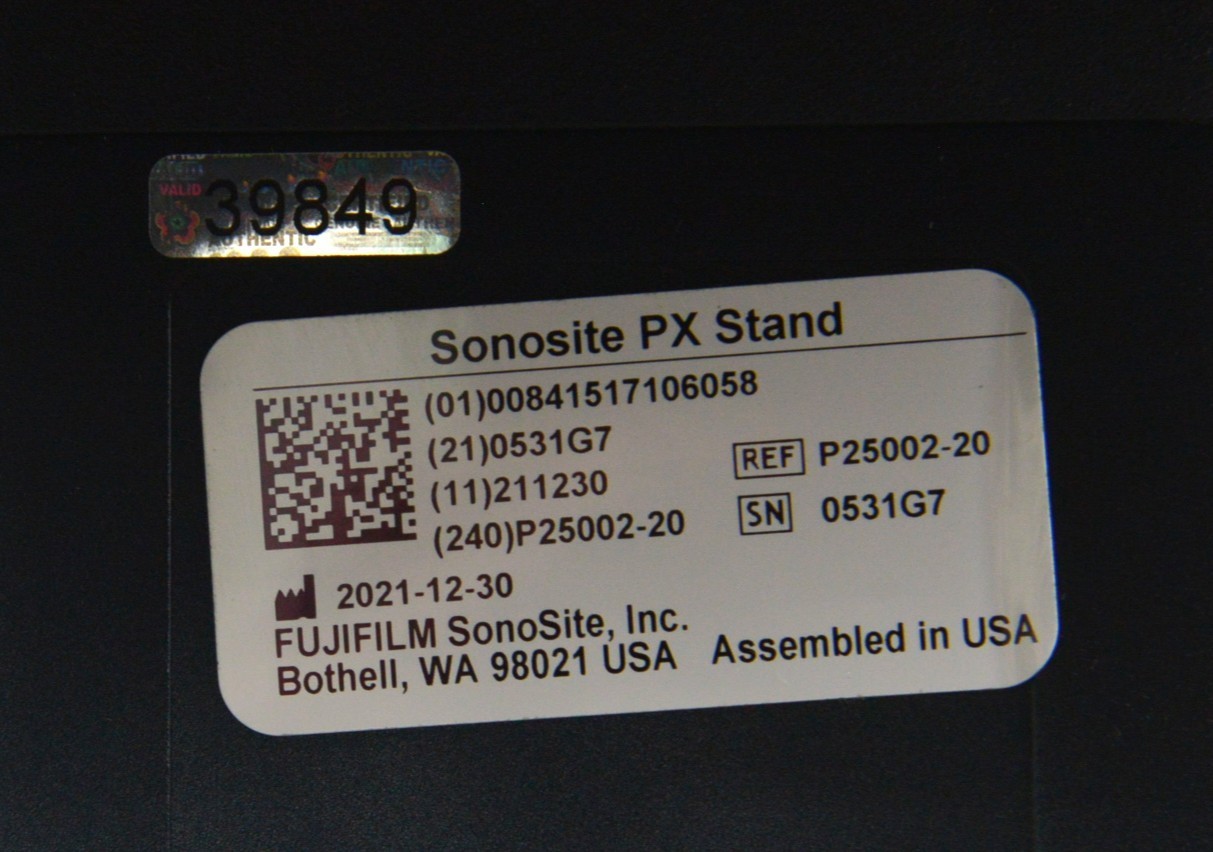 VALID
39849
AUTHENTIC
Sonosite PX Stand
(01)00841517106058
(21)0531G7
(11)211230
(240)P25002-20
REF P25002-20
SN 0531G7
2021-12-30
FUJIFILM SonoSite, Inc.
Bothell, WA 98021 USA
Assembled in USA